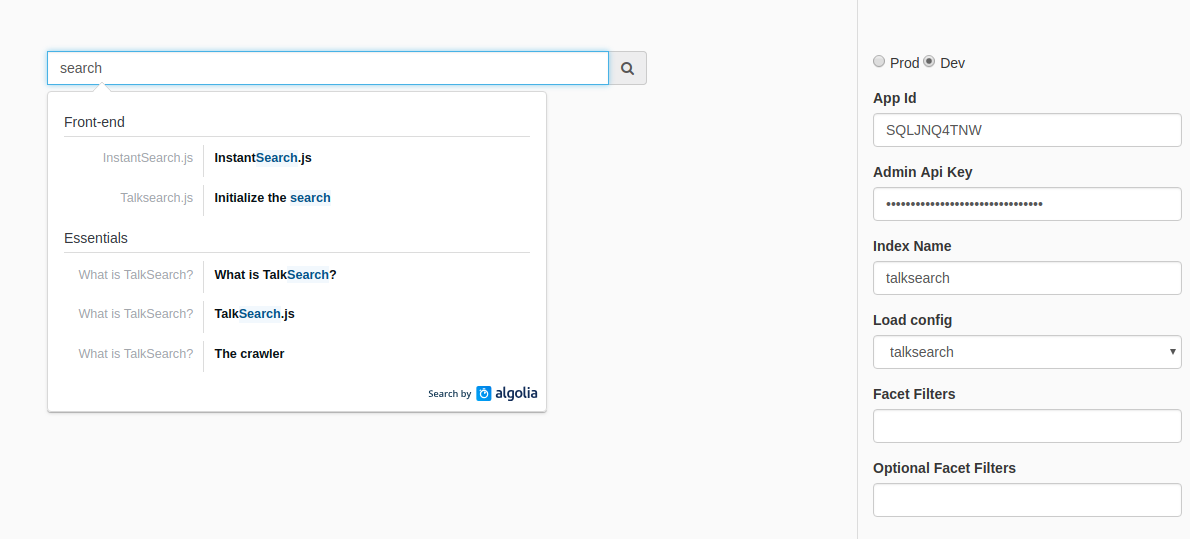 search
Front-end
InstantSearch.js InstantSearch.js
Talksearch.js Initialize the search
Essentials
What is TalkSearch? What is TalkSearch?
What is TalkSearch? TalkSearch.js
What is TalkSearch? The crawler
Search by algolia
Prod Dev
App Id
SQLJNQ4TNW
Admin Api Key
••••••••••••••••••••••••••••••••
Index Name
talksearch
Load config
talksearch
Facet Filters
Optional Facet Filters